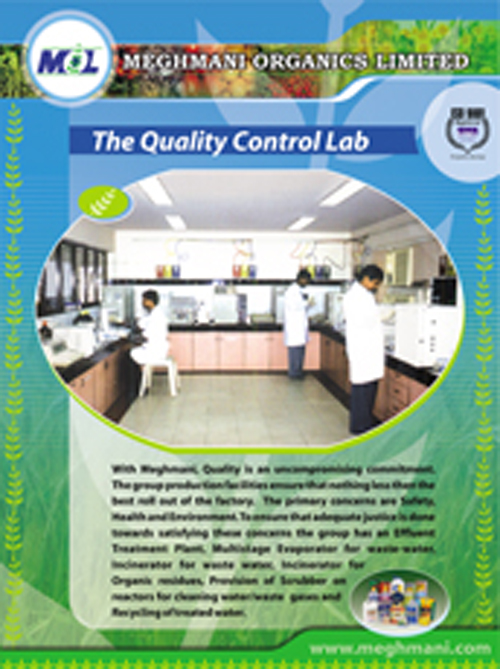 MOL
MEGHMANI ORGANICS LIMITED
ISO 9001
The Quality Control Lab
With Meghmani, Quality is an uncompromising commitment.
The group production facilities ensure that nothing less then the
best roll out of the factory. The primary concerns are Safety,
Health and Environment. To ensure that adequate justice is done
towards satisfying these concerns the group has an Effluent
Treatment Plant, Multistage Evaporator for waste-water,
Incinerator for waste water, Incinerator for
Organic residues, Provision of Scrubber on
reactors for cleaning water/waste gases and
Recycling of treated water.
www.meghmani.com